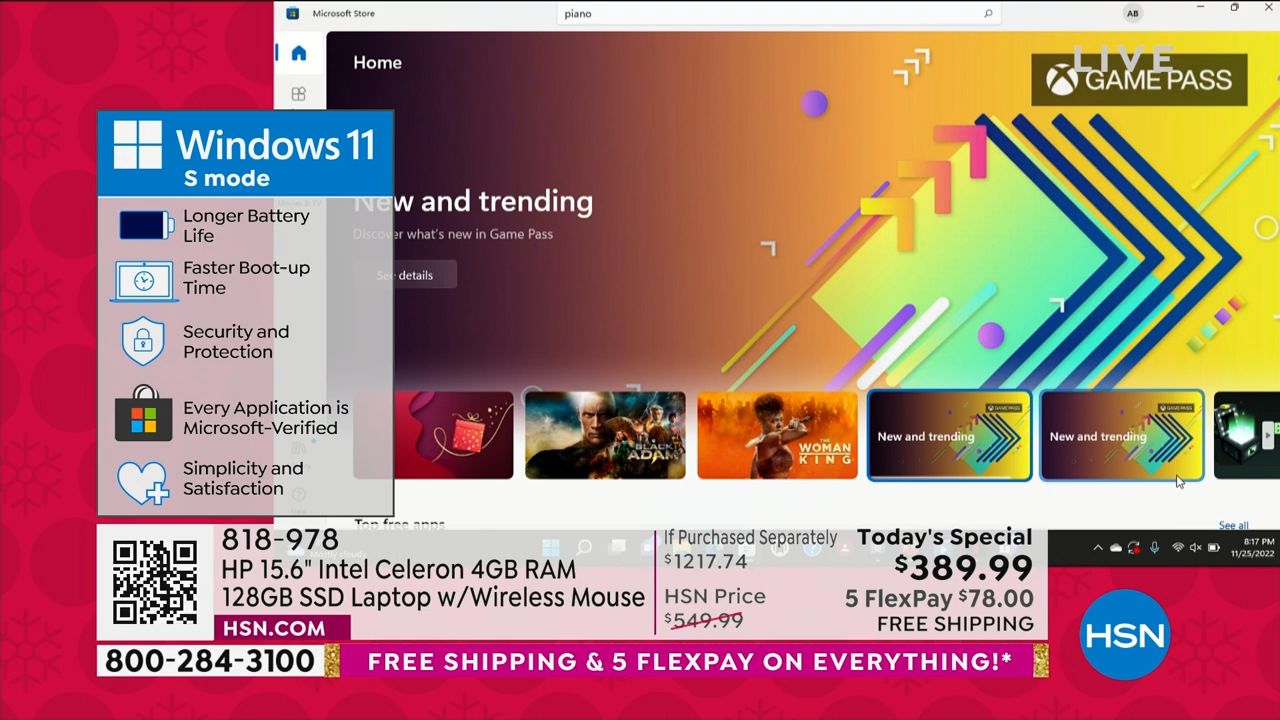 Microsoft Store
piano
AB
LIVE
Home
GAME PASS
Windows 11
S mode
Longer Battery
Life
Faster Boot-up
Time
Security and
Protection
Every Application is
Microsoft-Verified
Simplicity and
Satisfaction
New and trending
Discover what's new in Game Pass
See details
BLACK
ADAM
THE
WOMAN
KING
New and trending
GAME PASS
New and trending
GAME PASS
Top free apps
See all
8:17 PM
11/25/2022
818-978
HP 15.6" Intel Celeron 4GB RAM
128GB SSD Laptop w/Wireless Mouse
HSN.COM
If Purchased Separately
$1217.74
HSN Price
$549.99
Today's Special
$389.99
5 FlexPay $78.00
FREE SHIPPING
HSN
800-284-3100
FREE SHIPPING & 5 FLEXPAY ON EVERYTHING!*